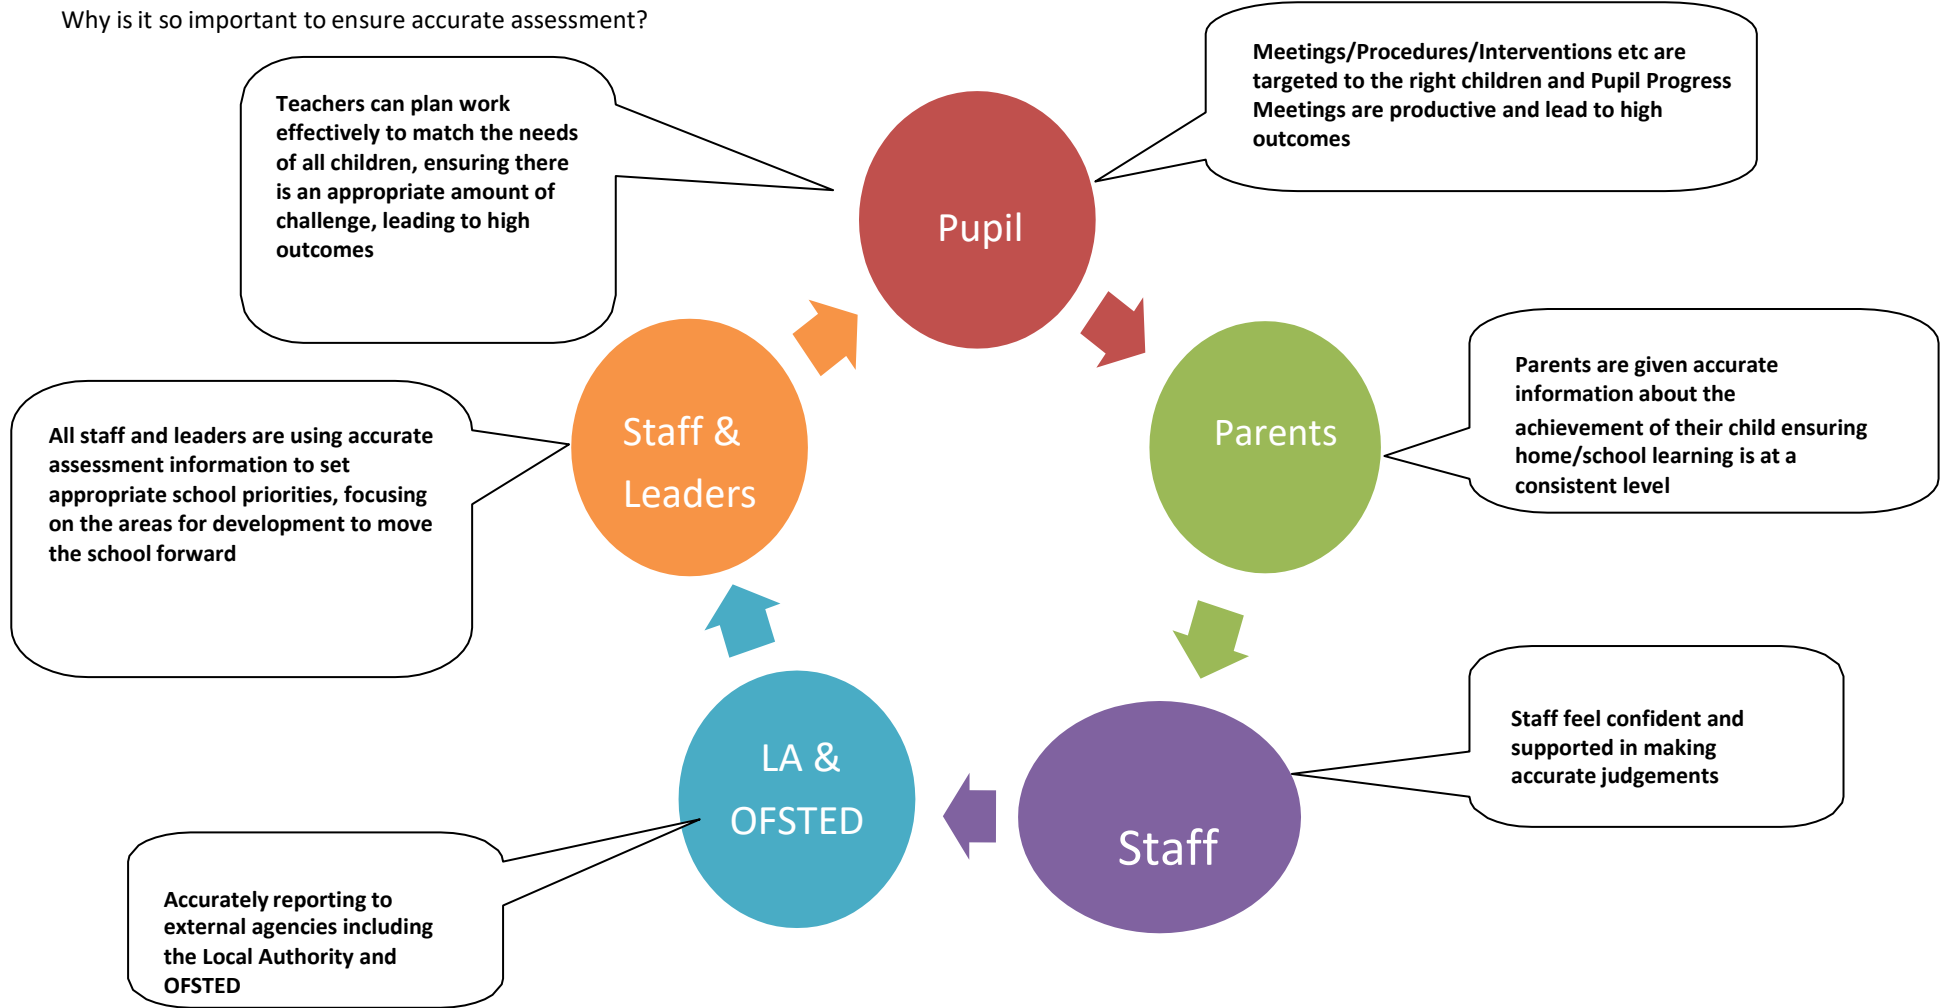 Why is it so important to ensure accurate assessment?
Teachers can plan work
effectively to match the needs
of all children, ensuring there
is an appropriate amount of
challenge, leading to high
outcomes
Meetings/Procedures/Interventions etc are
targeted to the right children and Pupil Progress
Meetings are productive and lead to high
outcomes
Pupil
Parents
Parents are given accurate
information about the
achievement of their child ensuring
home/school learning is at a
consistent level
Staff &
Leaders
All staff and leaders are using accurate
assessment information to set
appropriate school priorities, focusing
on the areas for development to move
the school forward
Staff
Staff feel confident and
supported in making
accurate judgements
LA &
OFSTED
Accurately reporting to
external agencies including
the Local Authority and
OFSTED